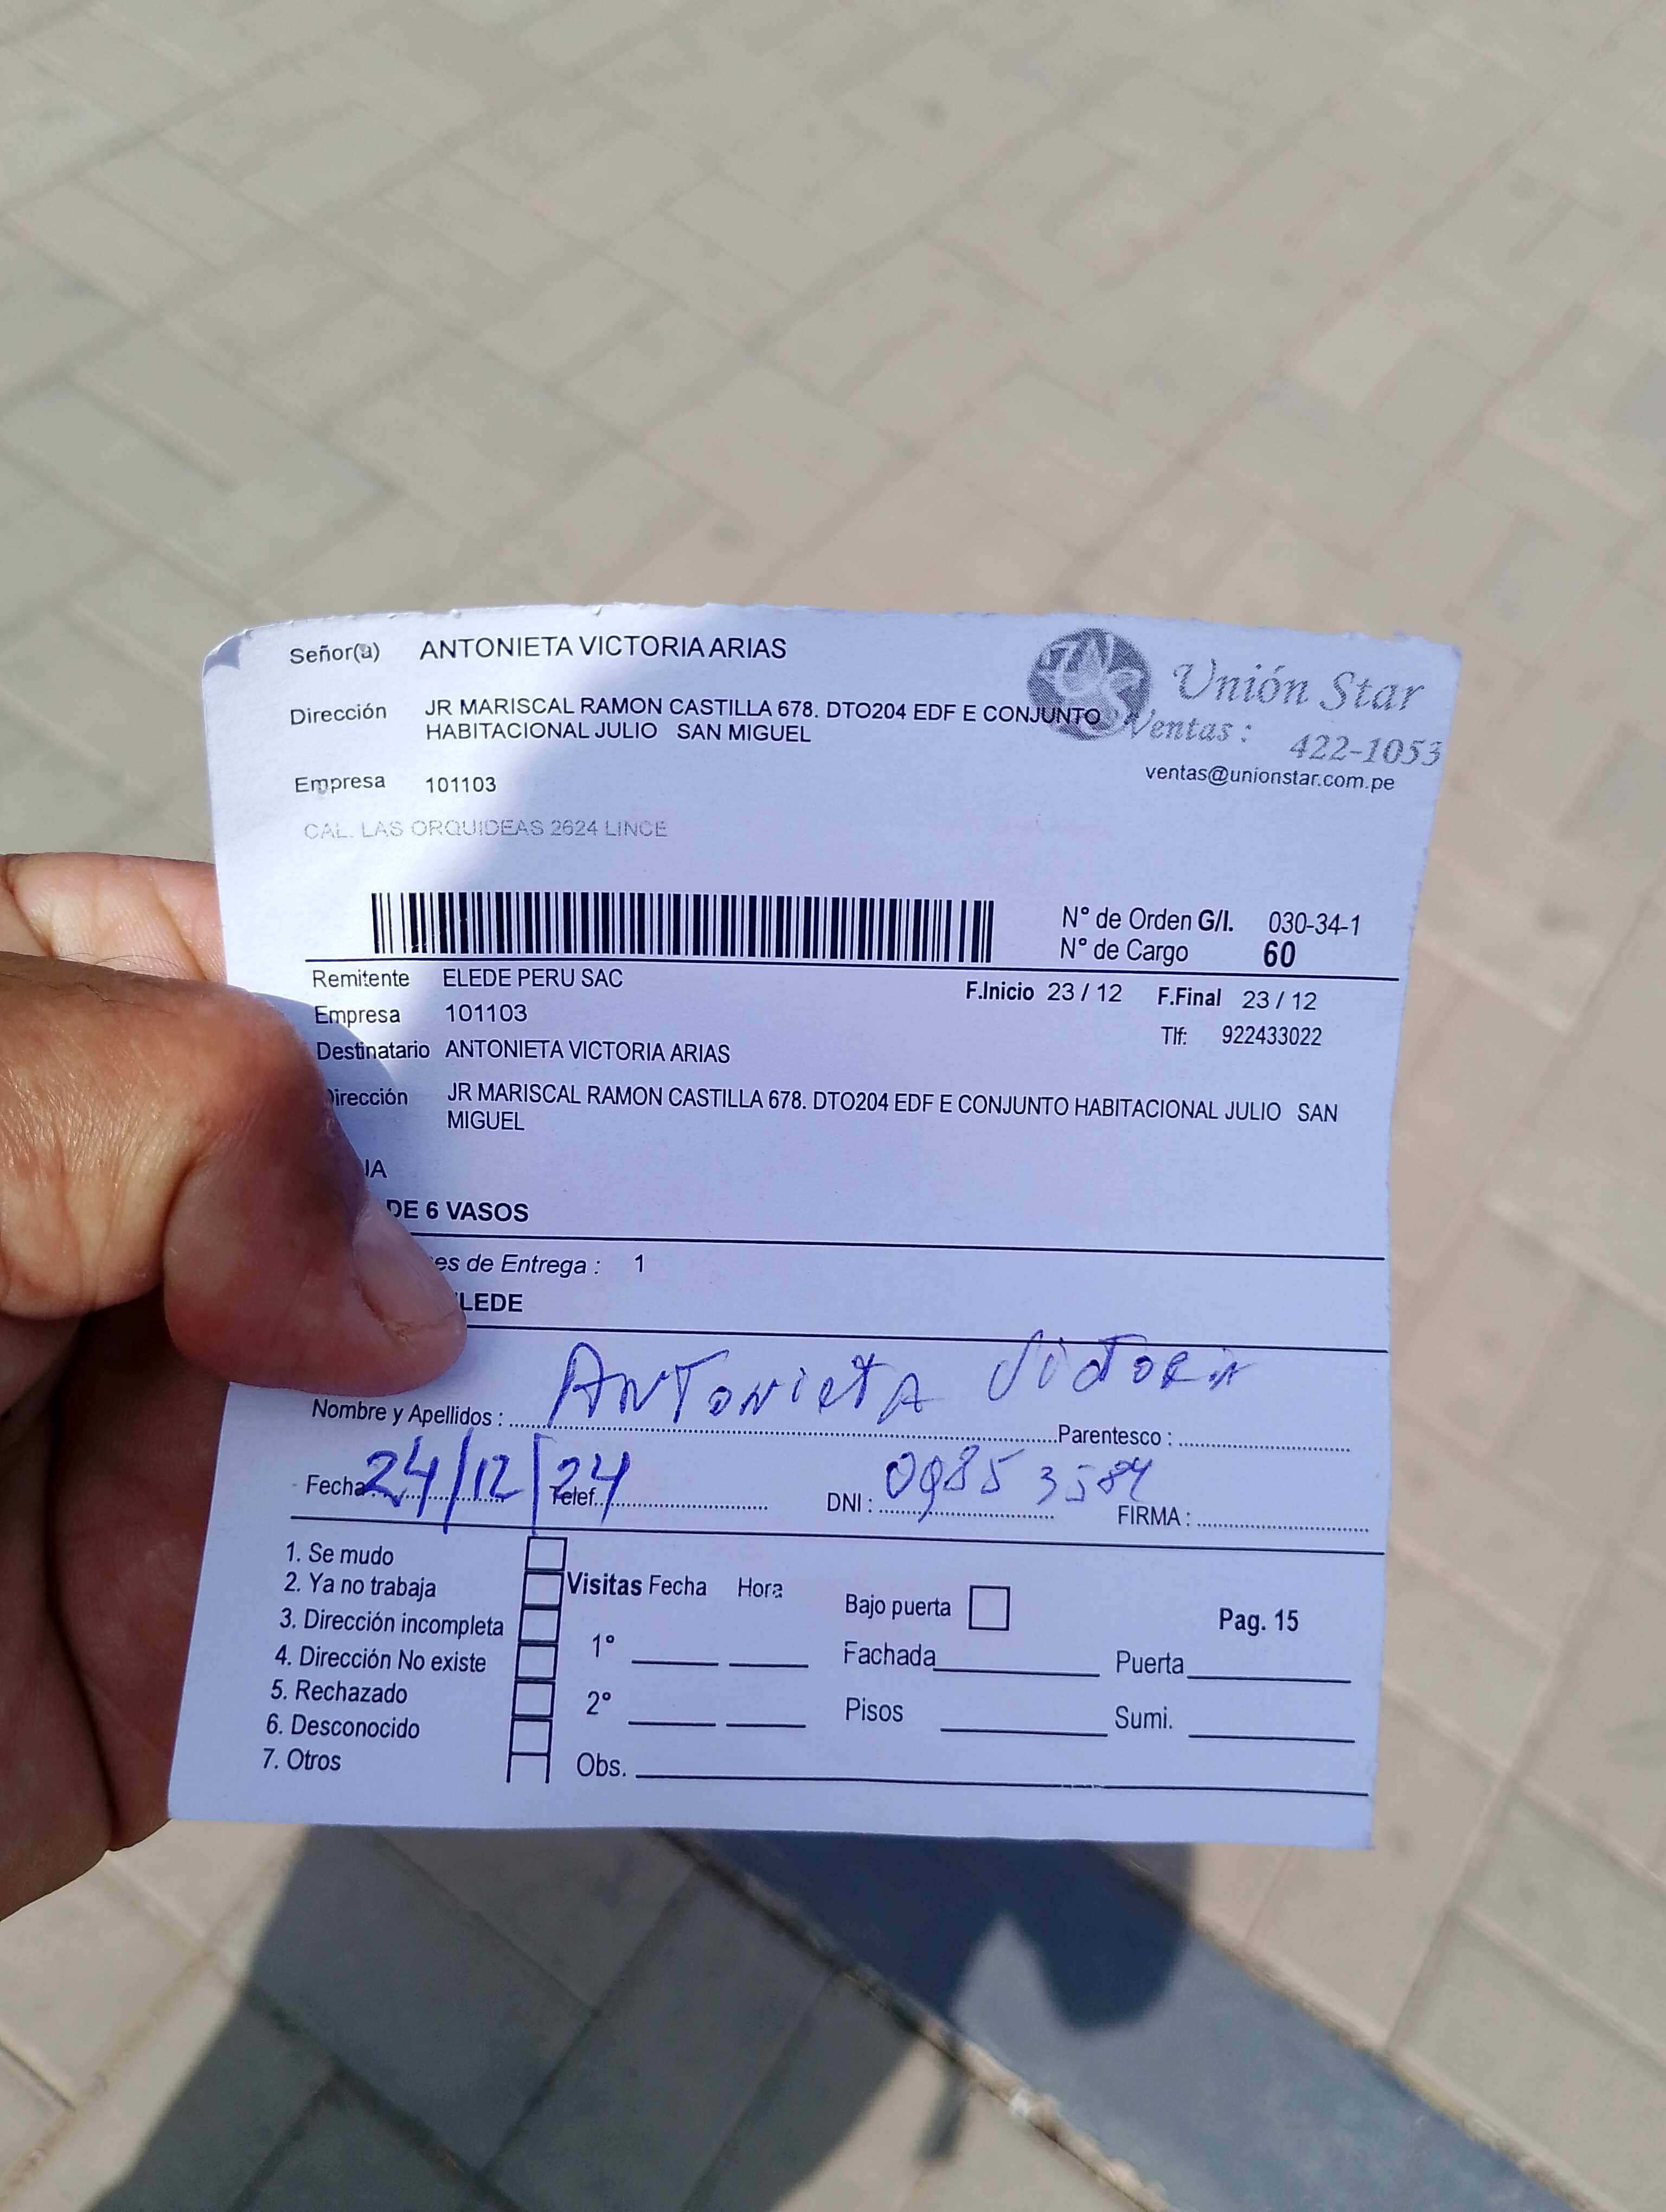 Señor(a) ANTONIETA VICTORIA ARIAS
Unión Star
Dirección JR MARISCAL RAMON CASTILLA 678. DTO204 EDF E CONJUNTO
HABITACIONAL JULIO SAN MIGUEL
Ventas : 422-1053
ventas@unionstar.com.pe
Empresa 101103
CAL. LAS ORQUIDEAS 2624 LINCE
N° de Orden G/I. 030-34-1
N° de Cargo 60
Remitente ELEDE PERU SAC
F.Inicio 23 / 12 F.Final 23 / 12
Empresa 101103
Tlf: 922433022
Destinatario ANTONIETA VICTORIA ARIAS
Dirección JR MARISCAL RAMON CASTILLA 678. DTO204 EDF E CONJUNTO HABITACIONAL JULIO SAN
MIGUEL
DE 6 VASOS
es de Entrega : 1
LEDE
Nombre y Apellidos : ANTONIETA VICTORIA Parentesco :
Fecha 24/12/24 Telef. DNI : 09853584 FIRMA :
1. Se mudo
2. Ya no trabaja
3. Dirección incompleta
4. Dirección No existe
5. Rechazado
6. Desconocido
7. Otros
Visitas Fecha Hora
1°
2°
Obs.
Bajo puerta
Pag. 15
Fachada Puerta
Pisos Sumi.